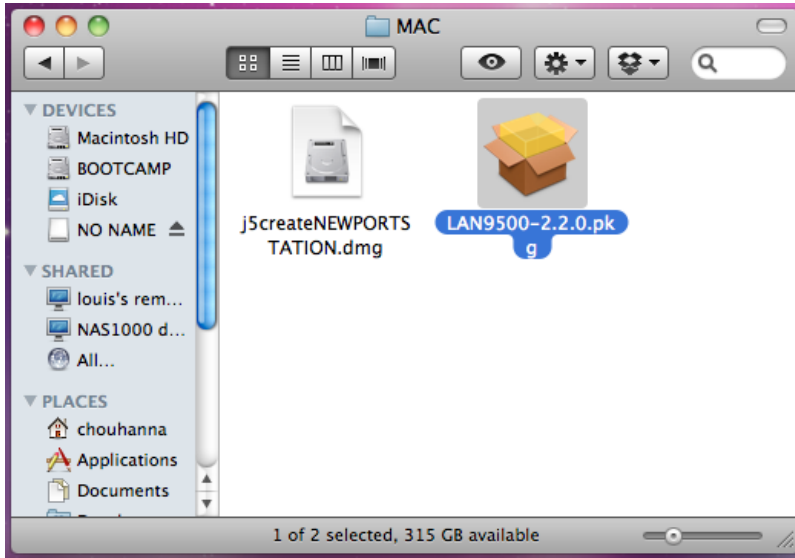 MAC
DEVICES
Macintosh HD
BOOTCAMP
iDisk
NO NAME
SHARED
louis's rem...
NAS1000 d...
All...
PLACES
chouhanna
Applications
Documents
j5createNEWPORTS
TATION.dmg
LAN9500-2.2.0.pk
g
1 of 2 selected, 315 GB available